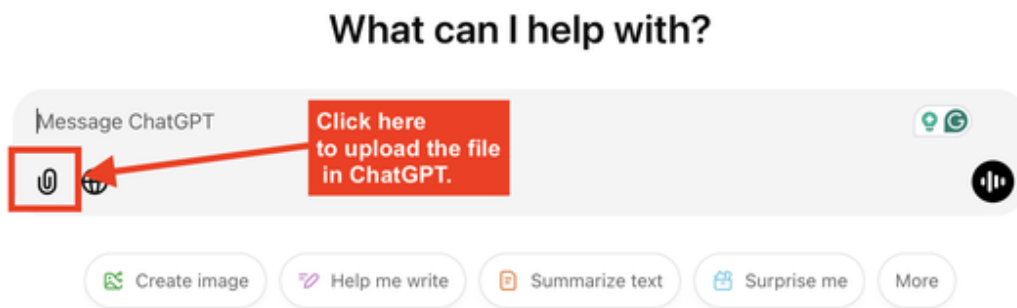 What can I help with?
Message ChatGPT
Click here
to upload the file
in ChatGPT.
Create image
Help me write
Summarize text
Surprise me
More